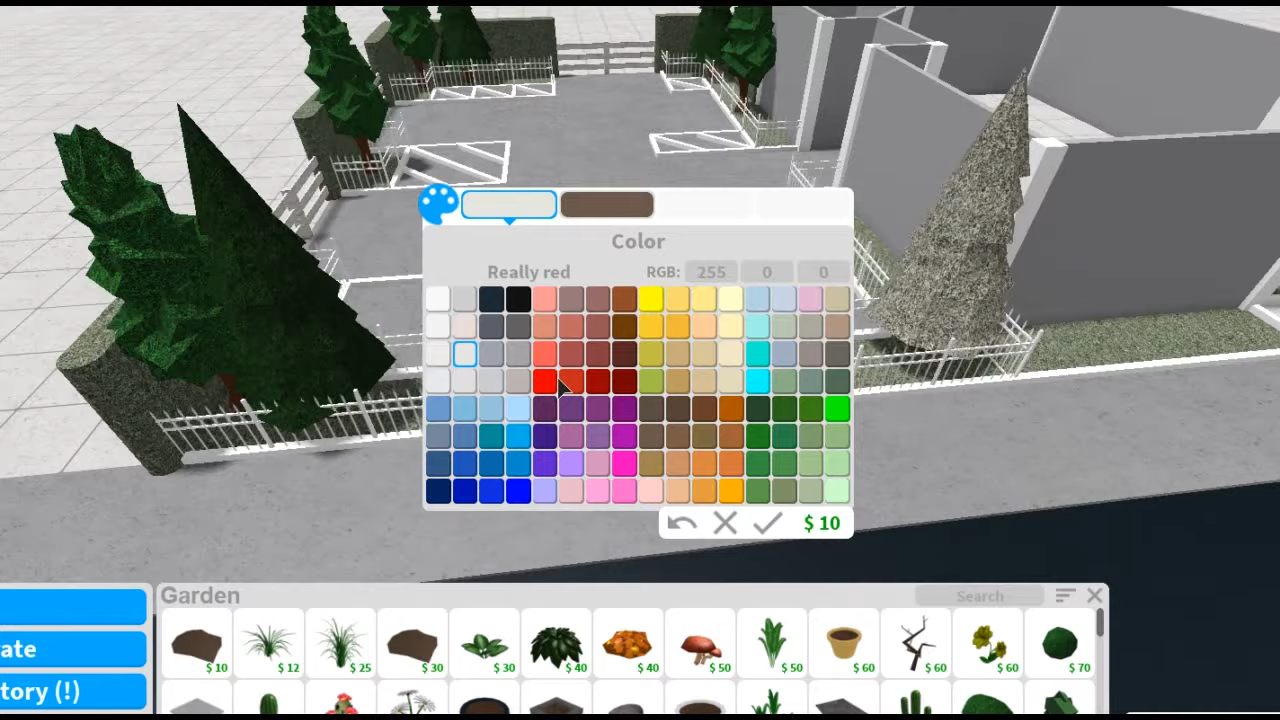 Color
Really red RGB: 255 0 0
$ 10
Garden
Search
ate
tory (!)
$ 10 $ 12 $ 25 $ 30 $ 30 $ 40 $ 40 $ 50 $ 50 $ 60 $ 60 $ 60 $ 70